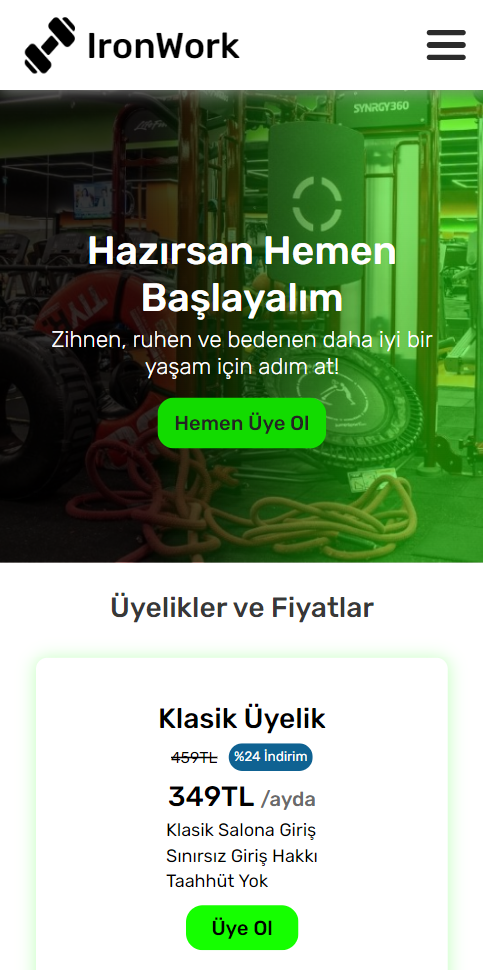 IronWork
SYNRGY360
Hazırsan Hemen
Başlayalım
Zihnen, ruhen ve bedenen daha iyi bir
yaşam için adım at!
Hemen Üye Ol
Üyelikler ve Fiyatlar
Klasik Üyelik
459TL %24 İndirim
349TL /ayda
Klasik Salona Giriş
Sınırsız Giriş Hakkı
Taahhüt Yok
Üye Ol